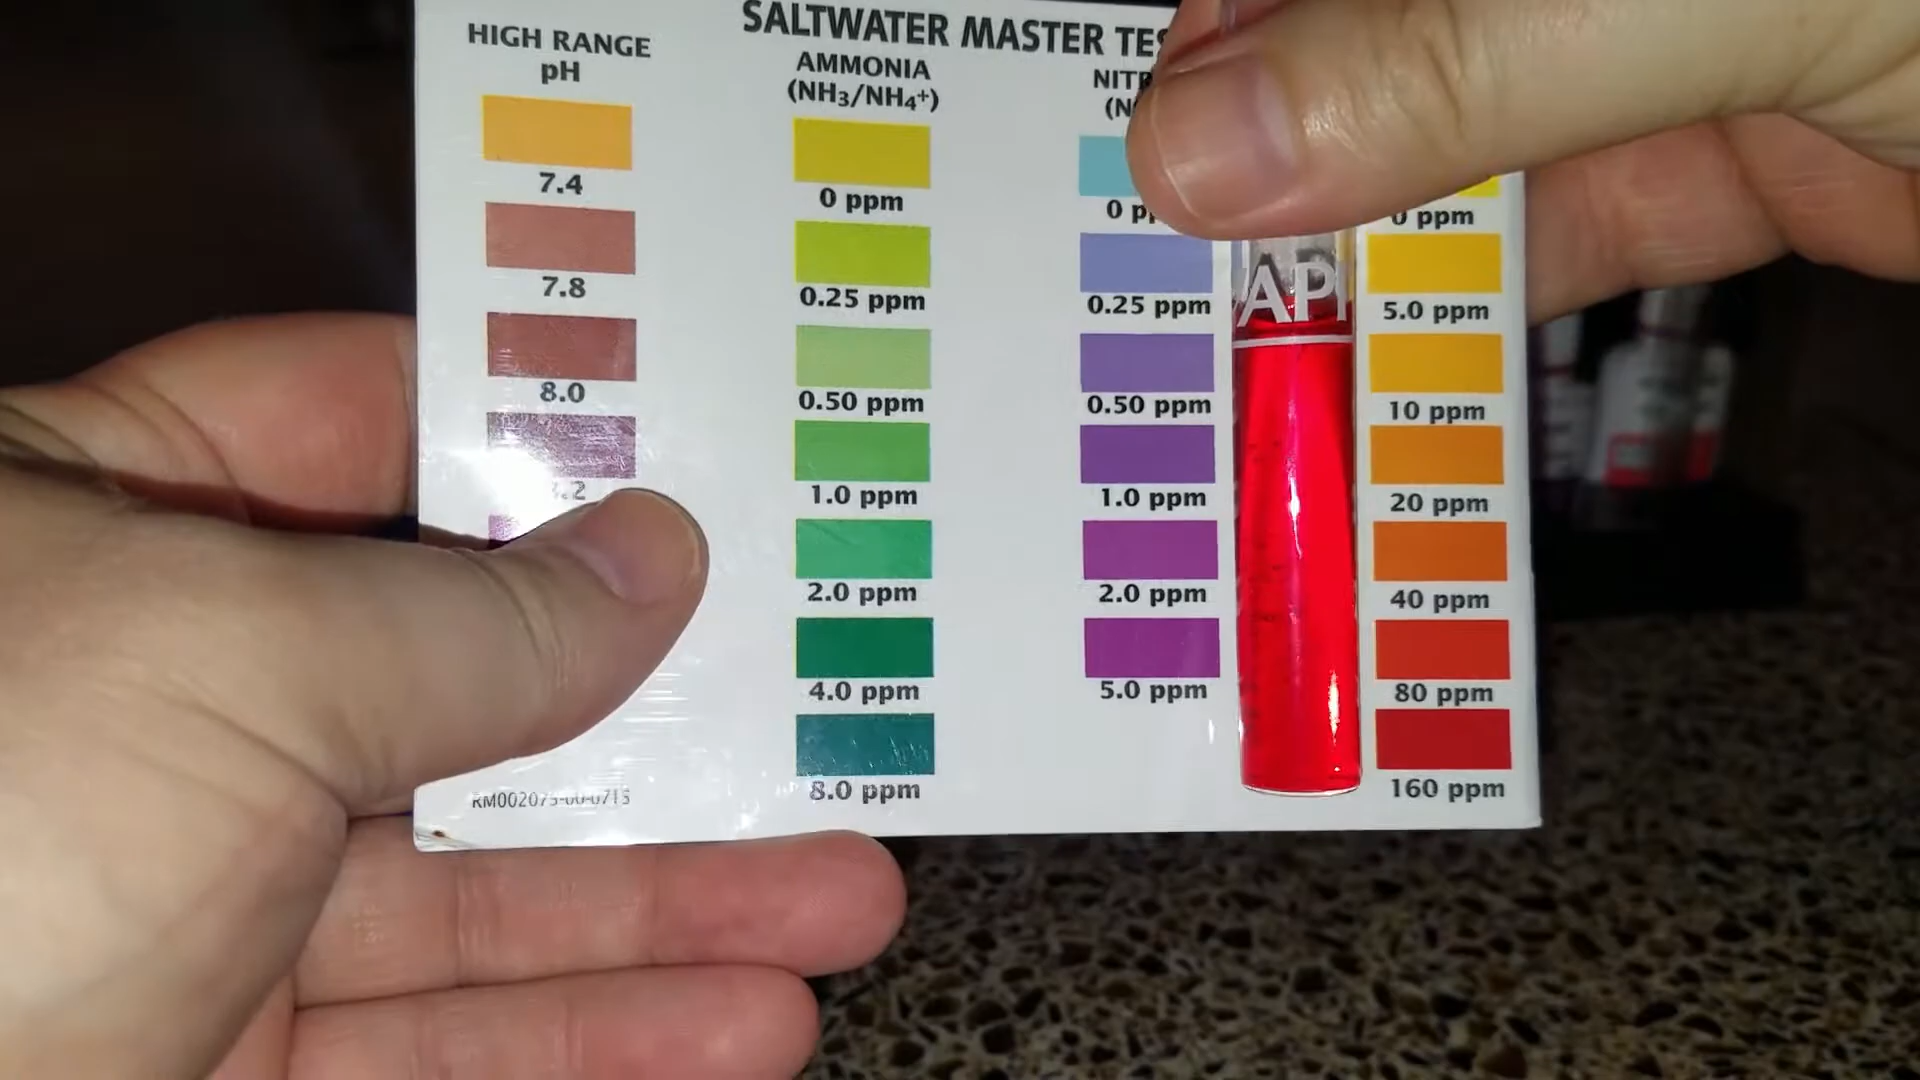 SALTWATER MASTER TES
HIGH RANGE
pH
7.4
7.8
8.0
AMMONIA
(NH₃/NH₄⁺)
0 ppm
0.25 ppm
0.50 ppm
1.0 ppm
2.0 ppm
4.0 ppm
8.0 ppm
NITR
(N
0 p
0.25 ppm
0.50 ppm
1.0 ppm
2.0 ppm
5.0 ppm
API
0 ppm
5.0 ppm
10 ppm
20 ppm
40 ppm
80 ppm
160 ppm